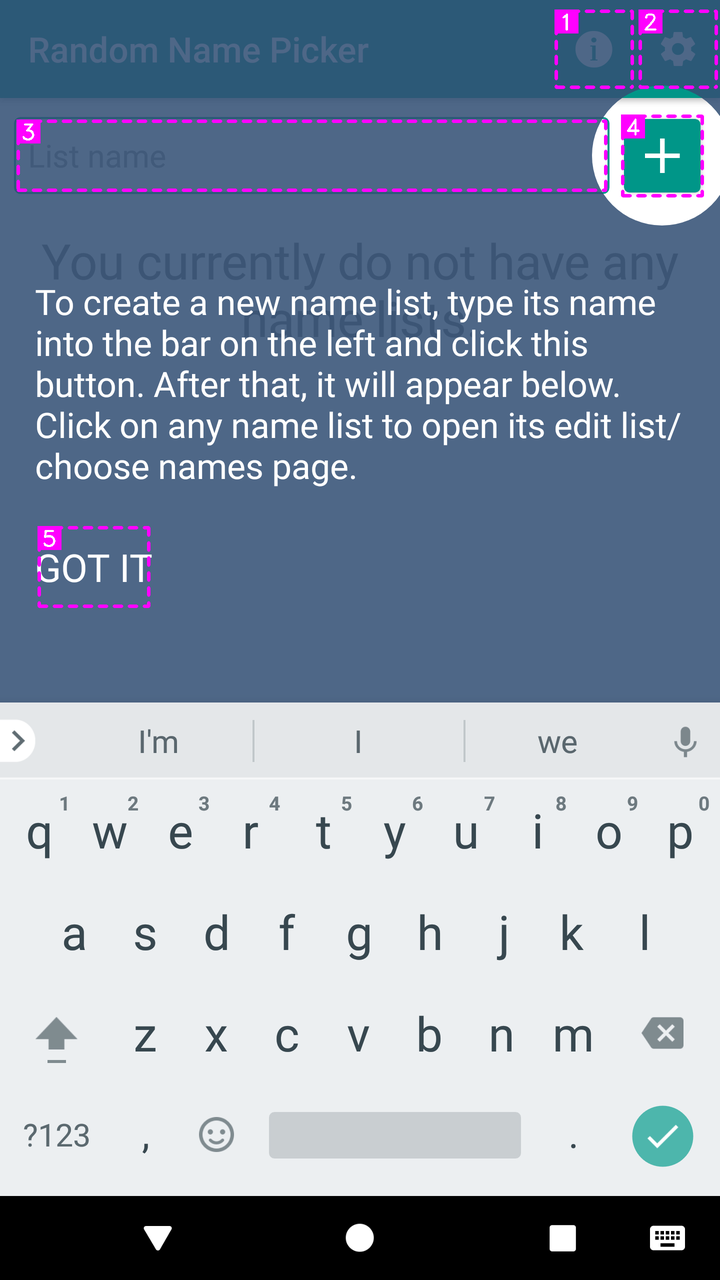 Random Name Picker
1
2
3
List name
4
You currently do not have any
name lists
To create a new name list, type its name
into the bar on the left and click this
button. After that, it will appear below.
Click on any name list to open its edit list/
choose names page.
5
GOT IT
I'm
I
we
1 2 3 4 5 6 7 8 9 0
q w e r t y u i o p
a s d f g h j k l
z x c v b n m
?123 , .